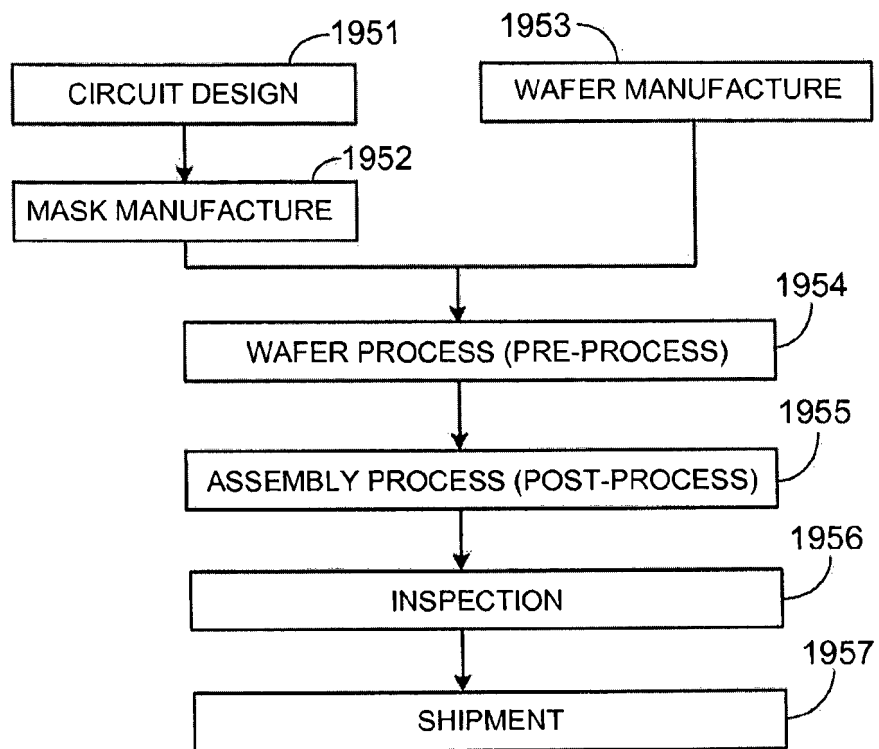 1951
CIRCUIT DESIGN
1953
WAFER MANUFACTURE
1952
MASK MANUFACTURE
1954
WAFER PROCESS (PRE-PROCESS)
1955
ASSEMBLY PROCESS (POST-PROCESS)
1956
INSPECTION
1957
SHIPMENT